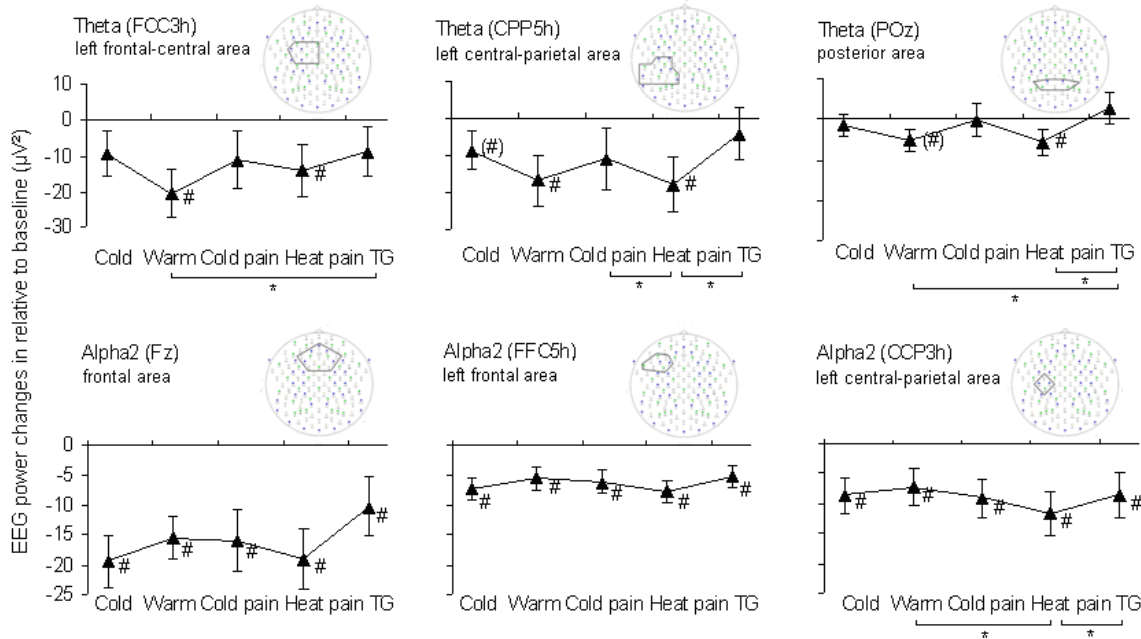 EEG power changes in relative to baseline (µV²)
Theta (FCC3h)
left frontal-central area
10
0
-10
-20
-30
#
#
Cold Warm Cold pain Heat pain TG
*
Theta (CPP5h)
left central-parietal area
(#)
#
#
Cold Warm Cold pain Heat pain TG
* *
Theta (POz)
posterior area
(#)
#
Cold Warm Cold pain Heat pain TG
*
*
Alpha2 (Fz)
frontal area
0
-5
-10
-15
-20
-25
# # # # #
Cold Warm Cold pain Heat pain TG
Alpha2 (FFC5h)
left frontal area
# # # # #
Cold Warm Cold pain Heat pain TG
Alpha2 (CCP3h)
left central-parietal area
# # # # #
Cold Warm Cold pain Heat pain TG
* *